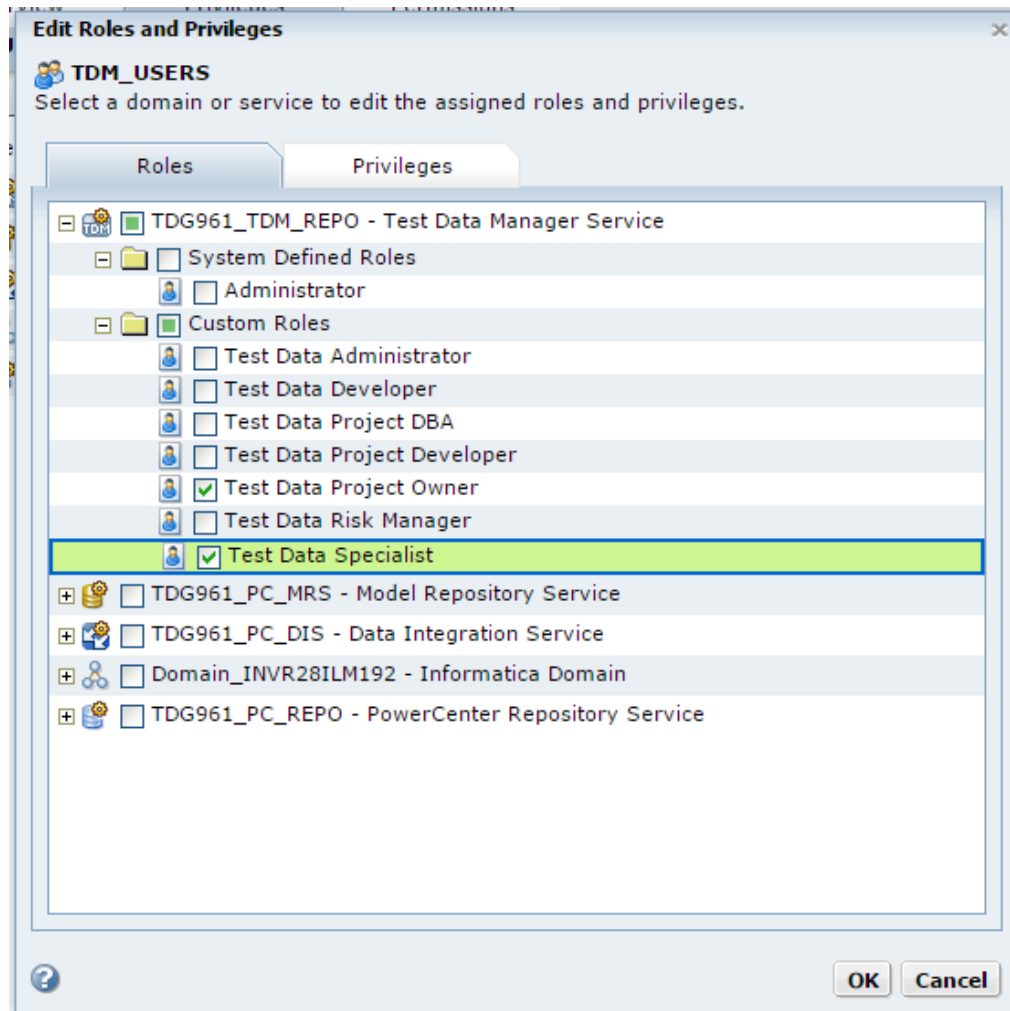 Edit Roles and Privileges
TDM_USERS
Select a domain or service to edit the assigned roles and privileges.
Roles Privileges
TDM TDG961_TDM_REPO - Test Data Manager Service
System Defined Roles
Administrator
Custom Roles
Test Data Administrator
Test Data Developer
Test Data Project DBA
Test Data Project Developer
Test Data Project Owner
Test Data Risk Manager
Test Data Specialist
TDG961_PC_MRS - Model Repository Service
TDG961_PC_DIS - Data Integration Service
Domain_INVR28ILM192 - Informatica Domain
TDG961_PC_REPO - PowerCenter Repository Service
? OK Cancel